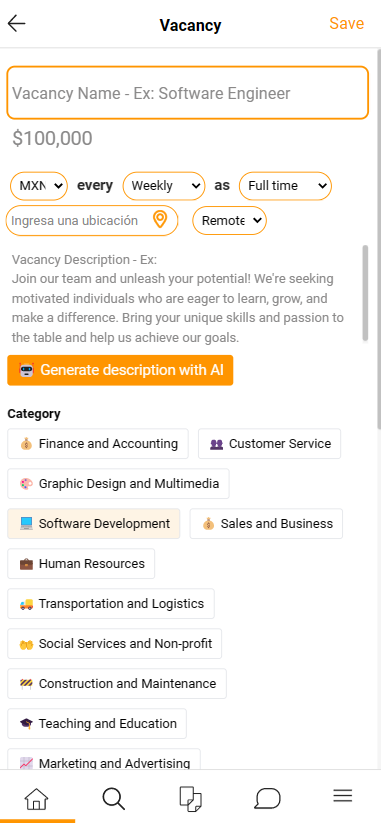 Vacancy
Save
Vacancy Name - Ex: Software Engineer
$100,000
MXN every Weekly as Full time
Ingresa una ubicación Remote
Vacancy Description - Ex:
Join our team and unleash your potential! We're seeking
motivated individuals who are eager to learn, grow, and
make a difference. Bring your unique skills and passion to
the table and help us achieve our goals.
Generate description with AI
Category
Finance and Accounting Customer Service
Graphic Design and Multimedia
Software Development Sales and Business
Human Resources
Transportation and Logistics
Social Services and Non-profit
Construction and Maintenance
Teaching and Education
Marketing and Advertising